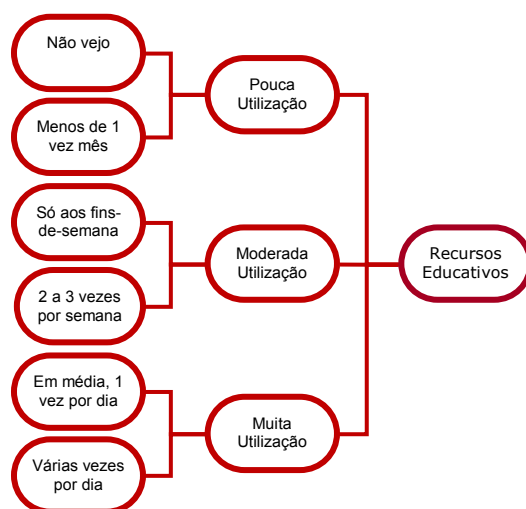 Não vejo
Menos de 1
vez mês
Pouca
Utilização
Só aos fins-
de-semana
2 a 3 vezes
por semana
Moderada
Utilização
Em média, 1
vez por dia
Várias vezes
por dia
Muita
Utilização
Recursos
Educativos